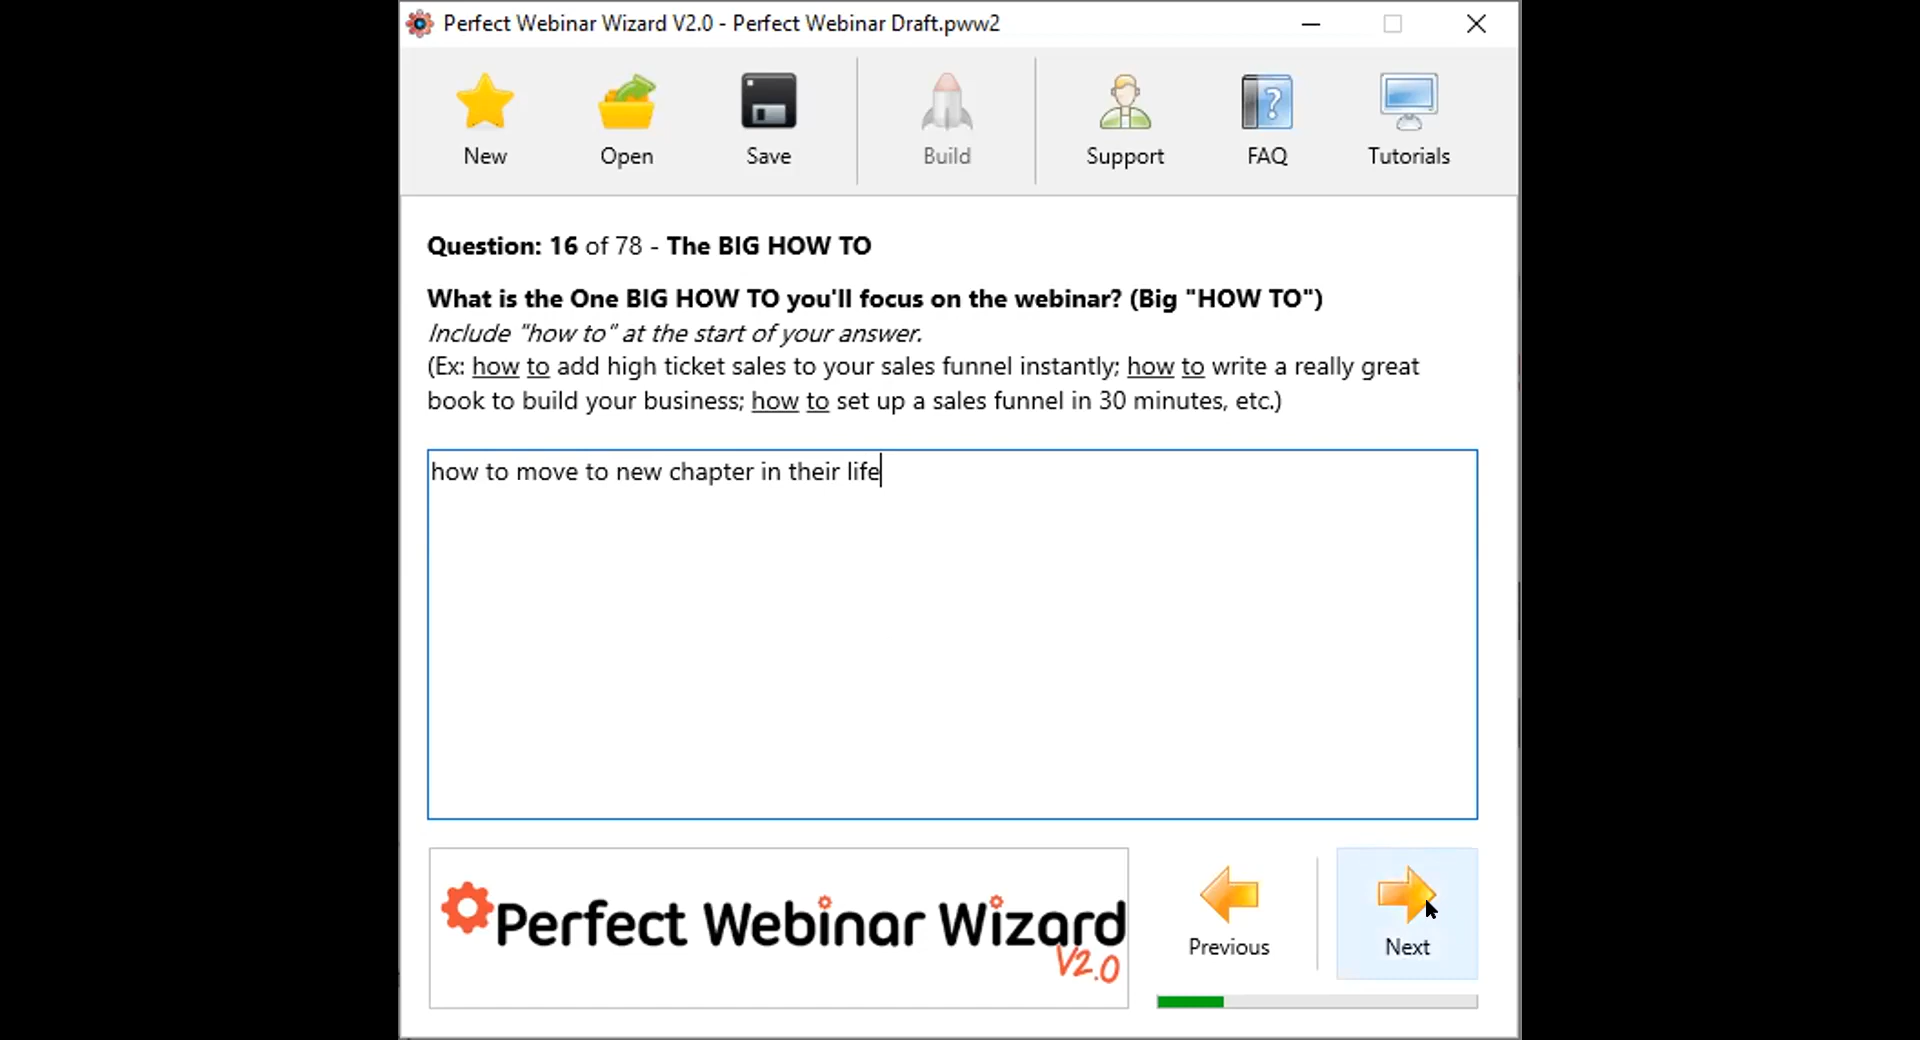 Perfect Webinar Wizard V2.0 - Perfect Webinar Draft.pww2
New Open Save Build Support FAQ Tutorials
Question: 16 of 78 - The BIG HOW TO
What is the One BIG HOW TO you'll focus on the webinar? (Big "HOW TO")
Include "how to" at the start of your answer.
(Ex: how to add high ticket sales to your sales funnel instantly; how to write a really great
book to build your business; how to set up a sales funnel in 30 minutes, etc.)
how to move to new chapter in their life
Perfect Webinar Wizard
V2.0
Previous Next